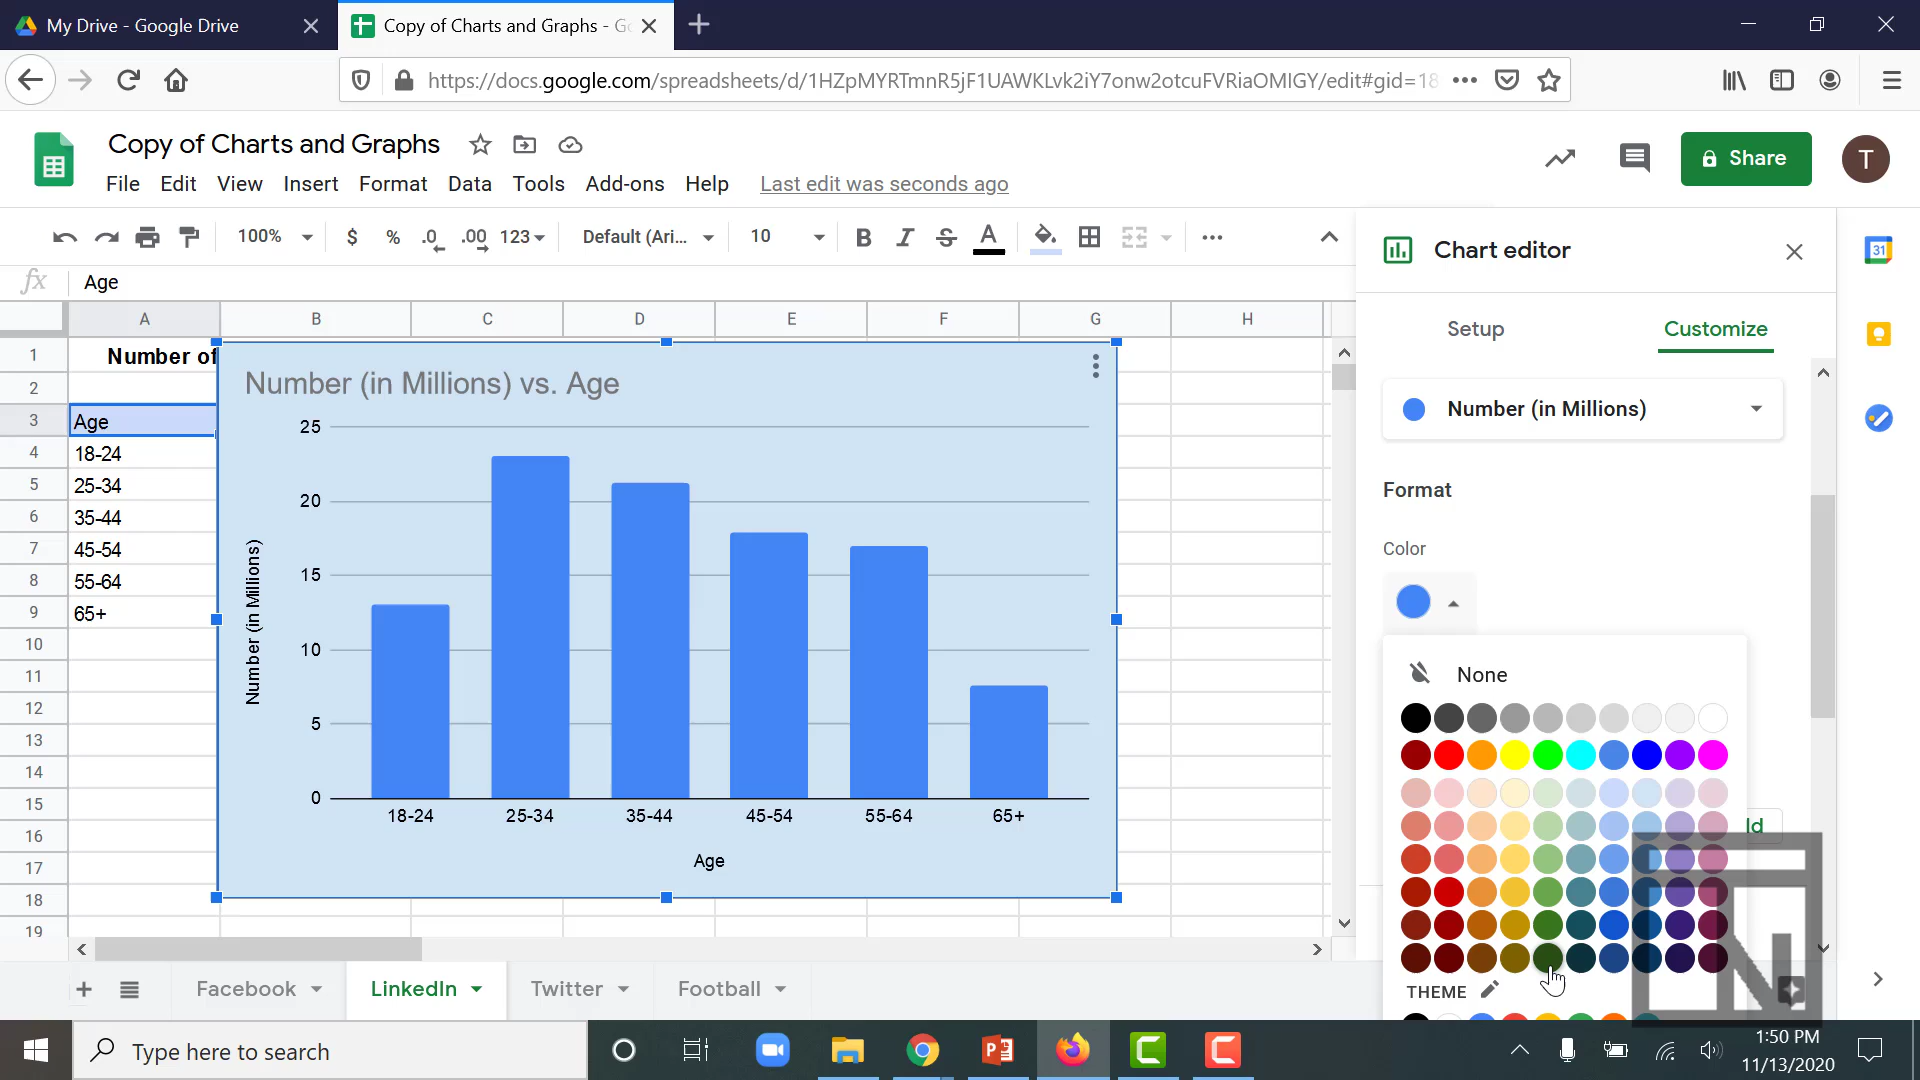 My Drive - Google Drive
Copy of Charts and Graphs - Go
https://docs.google.com/spreadsheets/d/1HZpMYRTmnR5jF1UAWKLvk2iY7onw2otcuFVRiaOMIGY/edit#gid=18
Copy of Charts and Graphs
Share
T
File Edit View Insert Format Data Tools Add-ons Help Last edit was seconds ago
100% $ % .0 .00 123 Default (Ari... 10 B I S A
Chart editor
31
fx Age
Setup Customize
A B C D E F G H
1 Number of
2
3 Age
4 18-24
5 25-34
6 35-44
7 45-54
8 55-64
9 65+
10
11
12
13
14
15
16
17
18
19
Number (in Millions) vs. Age
25
20
15
10
5
0
Number (in Millions)
18-24 25-34 35-44 45-54 55-64 65+
Age
Number (in Millions)
Format
Color
None
ld
THEME
N
Facebook LinkedIn Twitter Football
Type here to search
1:50 PM
11/13/2020